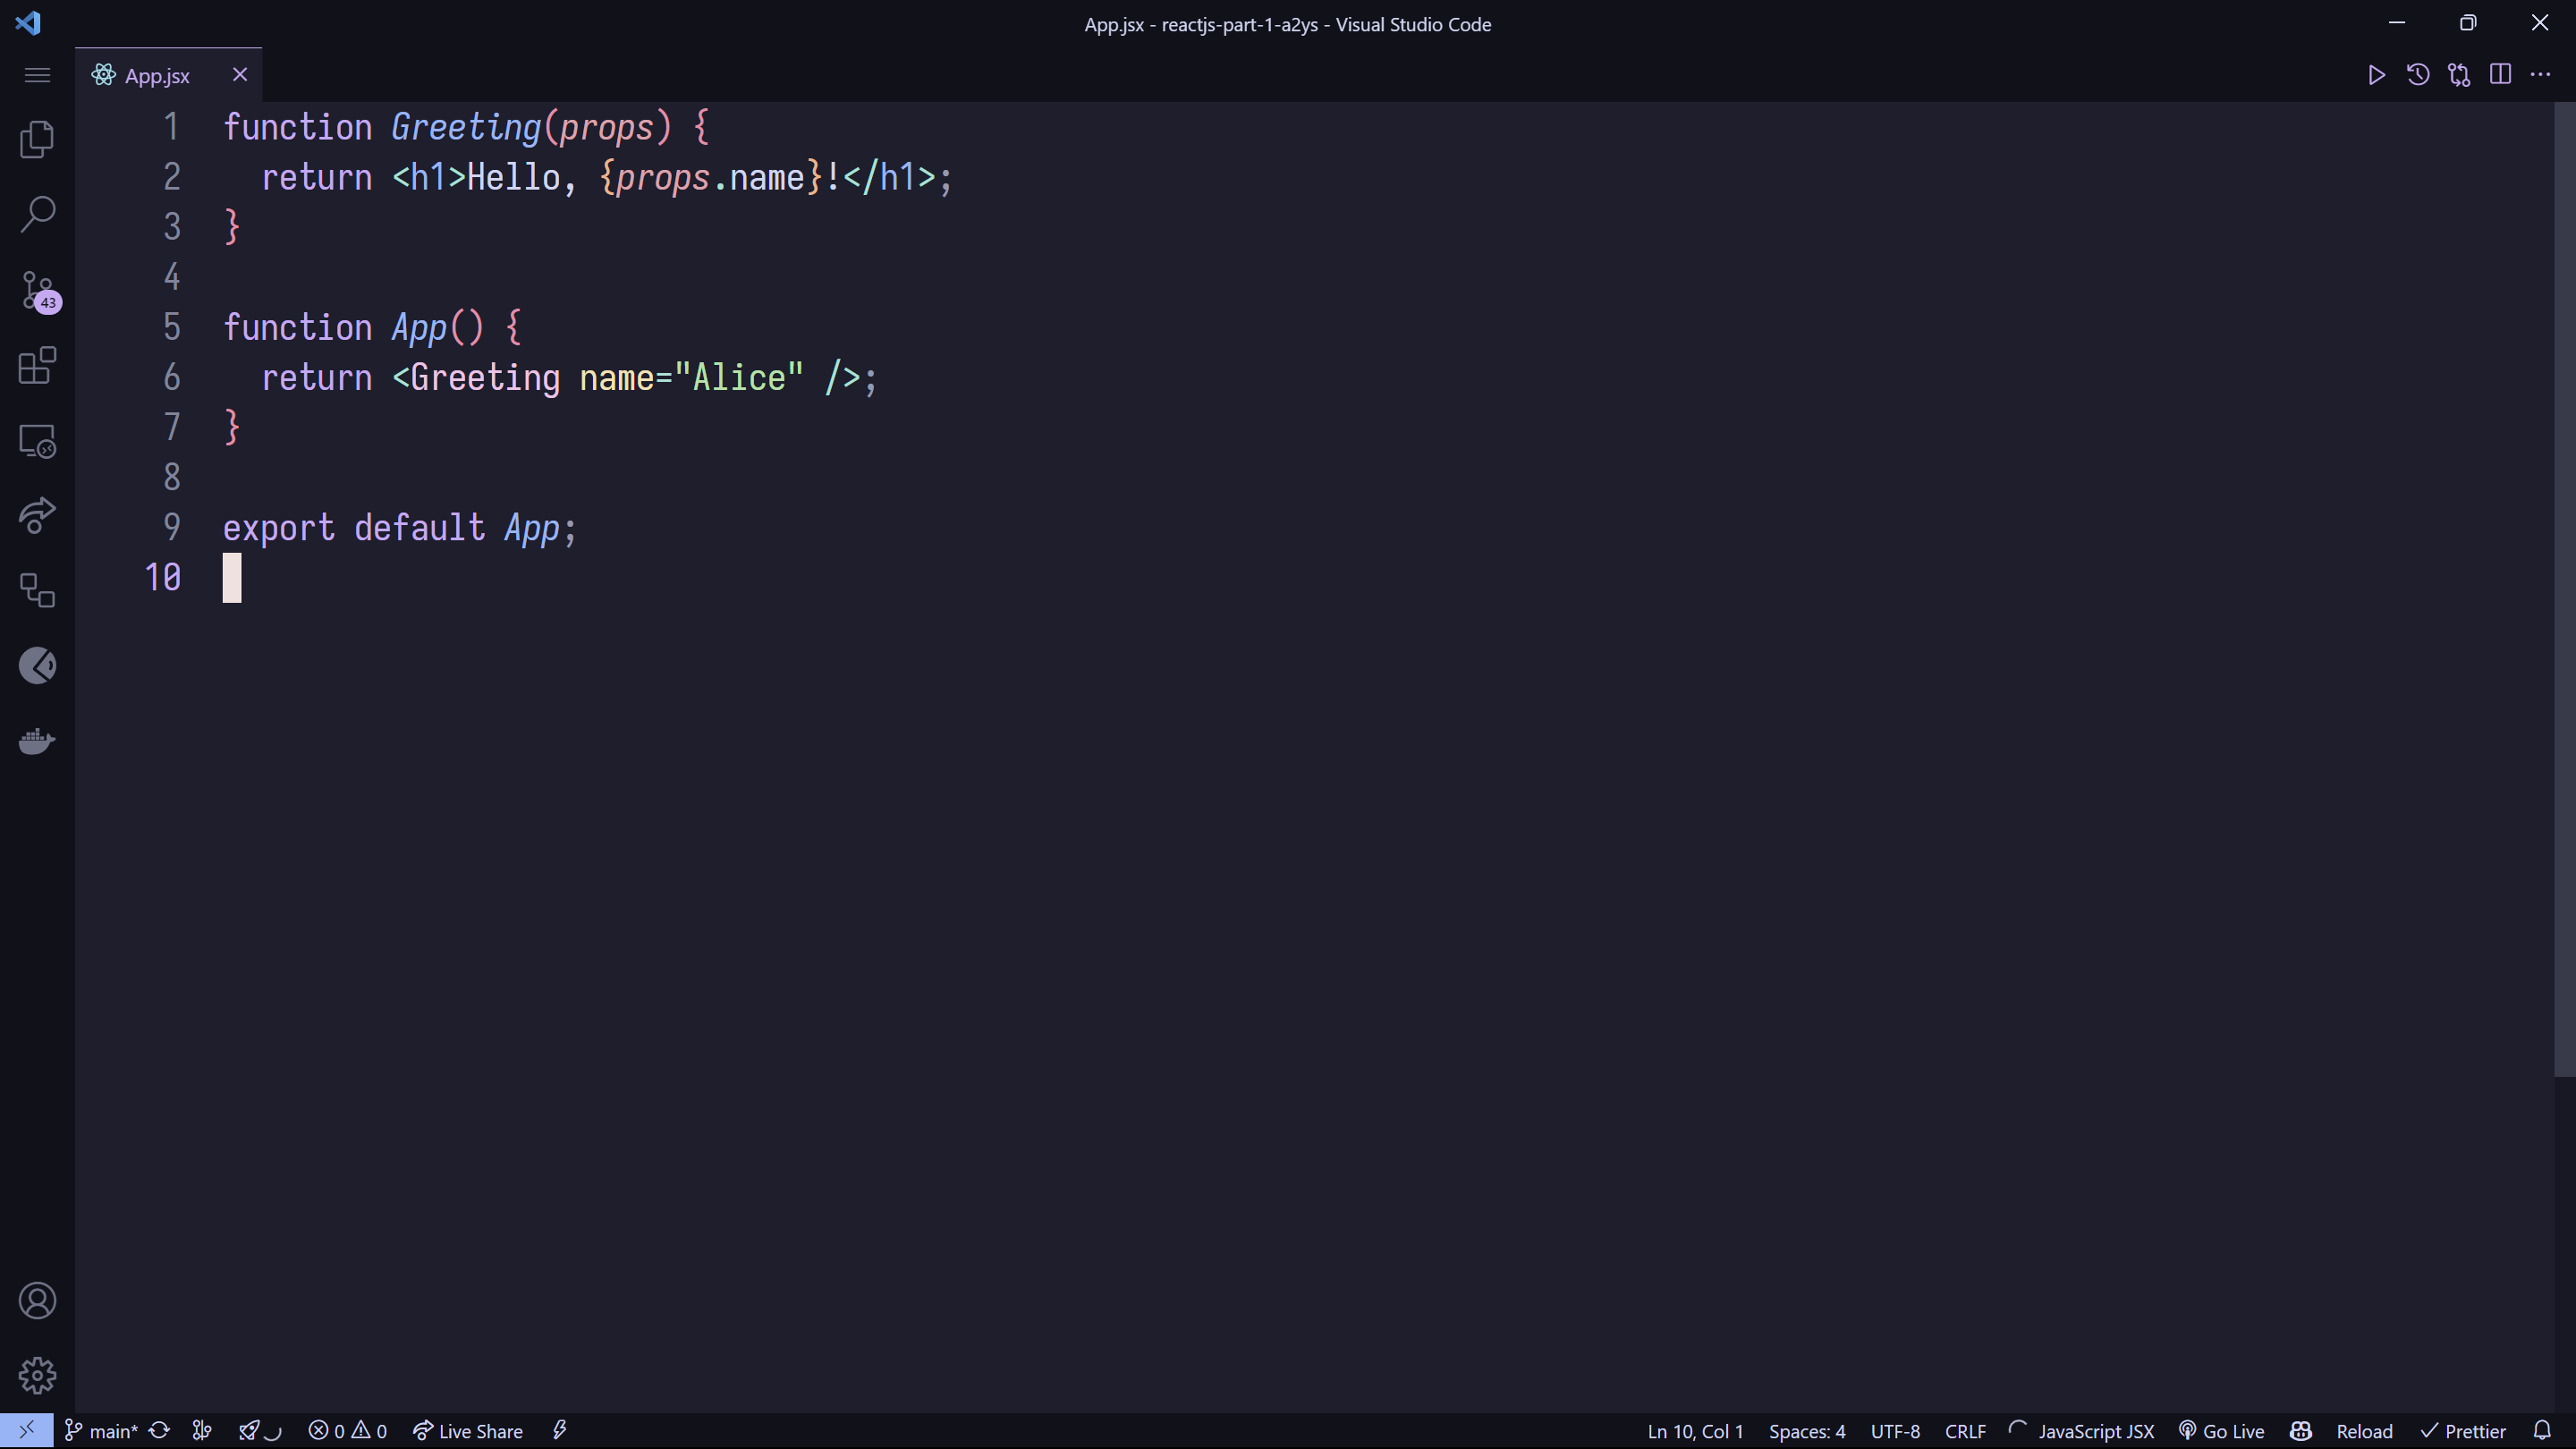 App.jsx - reactjs-part-1-a2ys - Visual Studio Code
App.jsx
1 function Greeting(props) {
2   return <h1>Hello, {props.name}!</h1>;
3 }
4
5 function App() {
6   return <Greeting name="Alice" />;
7 }
8
9 export default App;
10
43
main* 0 0 Live Share Ln 10, Col 1 Spaces: 4 UTF-8 CRLF JavaScript JSX Go Live Reload Prettier